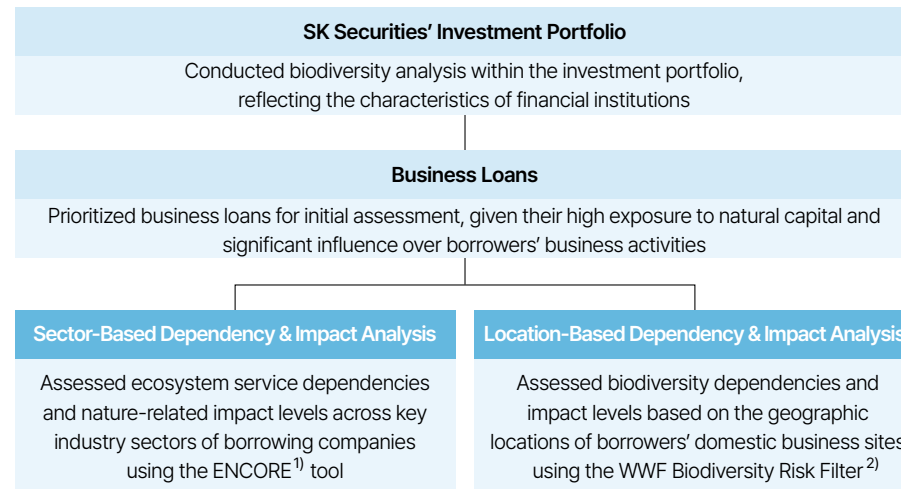 SK Securities’ Investment Portfolio
Conducted biodiversity analysis within the investment portfolio,
reflecting the characteristics of financial institutions
Business Loans
Prioritized business loans for initial assessment, given their high exposure to natural capital and
significant influence over borrowers’ business activities
Sector-Based Dependency & Impact Analysis
Assessed ecosystem service dependencies
and nature-related impact levels across key
industry sectors of borrowing companies
using the ENCORE1) tool
Location-Based Dependency & Impact Analysis
Assessed biodiversity dependencies and
impact levels based on the geographic
locations of borrowers’ domestic business sites
using the WWF Biodiversity Risk Filter2)